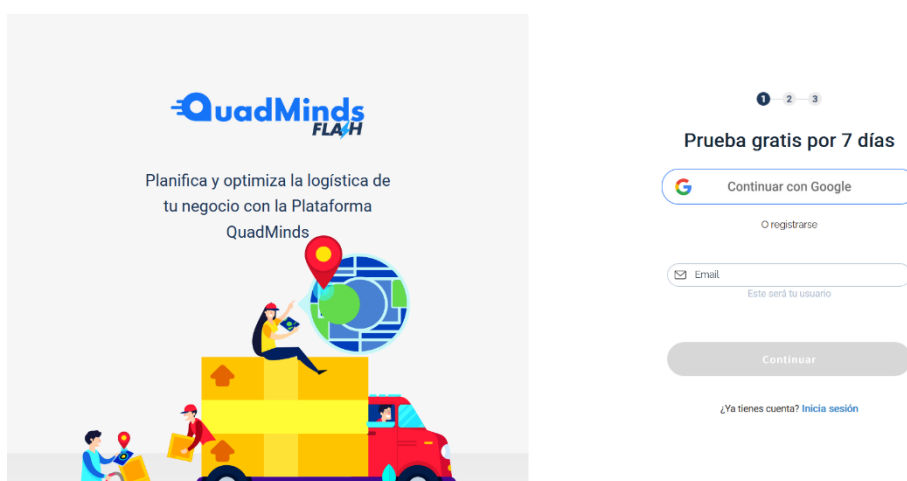 QuadMinds
FLASH
Planifica y optimiza la logística de
tu negocio con la Plataforma
QuadMinds
1 2 3
Prueba gratis por 7 días
Continuar con Google
O registrarse
Email
Este será tu usuario
Continuar
¿Ya tienes cuenta? Inicia sesión